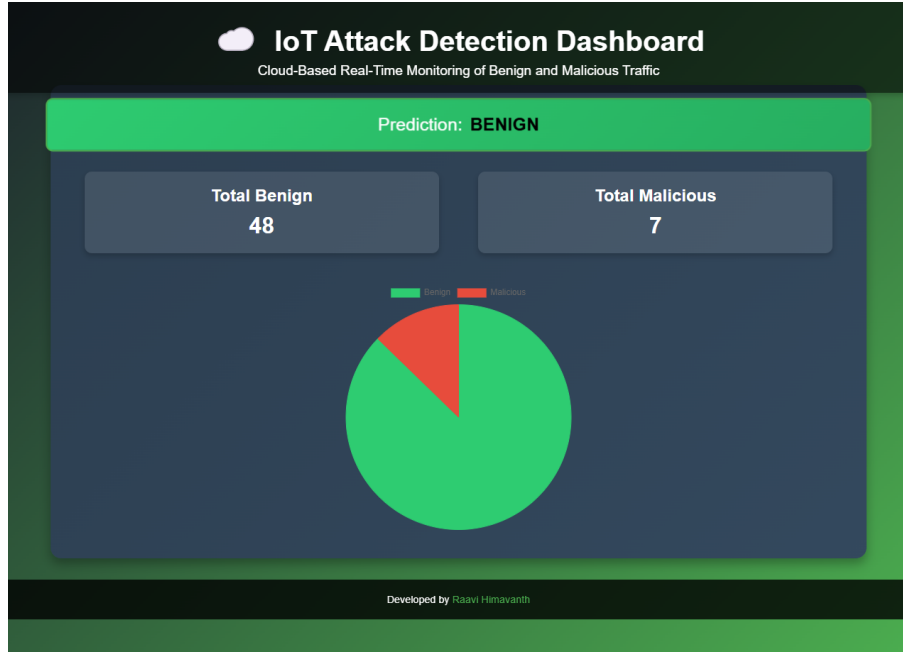 IoT Attack Detection Dashboard
Cloud-Based Real-Time Monitoring of Benign and Malicious Traffic
Prediction: BENIGN
Total Benign
48
Total Malicious
7
Benign Malicious
Developed by Raavi Himavanth